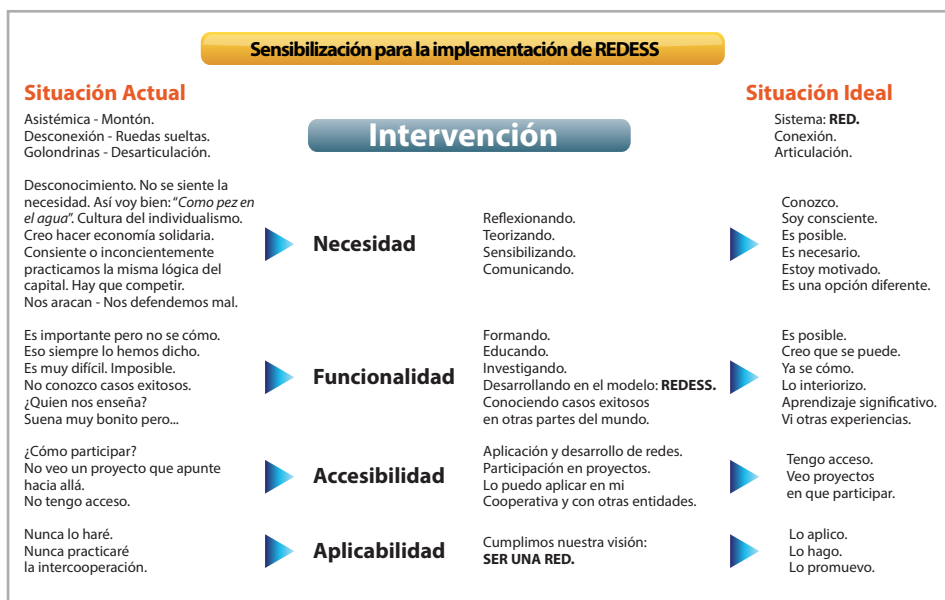 Sensibilización para la implementación de REDESS
Situación Actual
Asistémica - Montón.
Desconexión - Ruedas sueltas.
Golondrinas - Desarticulación.
Intervención
Situación Ideal
Sistema: RED.
Conexión.
Articulación.
Desconocimiento. No se siente la
necesidad. Así voy bien: “Como pez en
el agua”. Cultura del individualismo.
Creo hacer economía solidaria.
Consiente o inconcientemente
practicamos la misma lógica del
capital. Hay que competir.
Nos aracan - Nos defendemos mal.
Necesidad
Reflexionando.
Teorizando.
Sensibilizando.
Comunicando.
Conozco.
Soy consciente.
Es posible.
Es necesario.
Estoy motivado.
Es una opción diferente.
Es importante pero no se cómo.
Eso siempre lo hemos dicho.
Es muy difícil. Imposible.
No conozco casos exitosos.
¿Quien nos enseña?
Suena muy bonito pero...
Funcionalidad
Formando.
Educando.
Investigando.
Desarrollando en el modelo: REDESS.
Conociendo casos exitosos
en otras partes del mundo.
Es posible.
Creo que se puede.
Ya se cómo.
Lo interiorizo.
Aprendizaje significativo.
Vi otras experiencias.
¿Cómo participar?
No veo un proyecto que apunte
hacia allá.
No tengo acceso.
Accesibilidad
Aplicación y desarrollo de redes.
Participación en proyectos.
Lo puedo aplicar en mi
Cooperativa y con otras entidades.
Tengo acceso.
Veo proyectos
en que participar.
Nunca lo haré.
Nunca practicaré
la intercooperación.
Aplicabilidad
Cumplimos nuestra visión:
SER UNA RED.
Lo aplico.
Lo hago.
Lo promuevo.